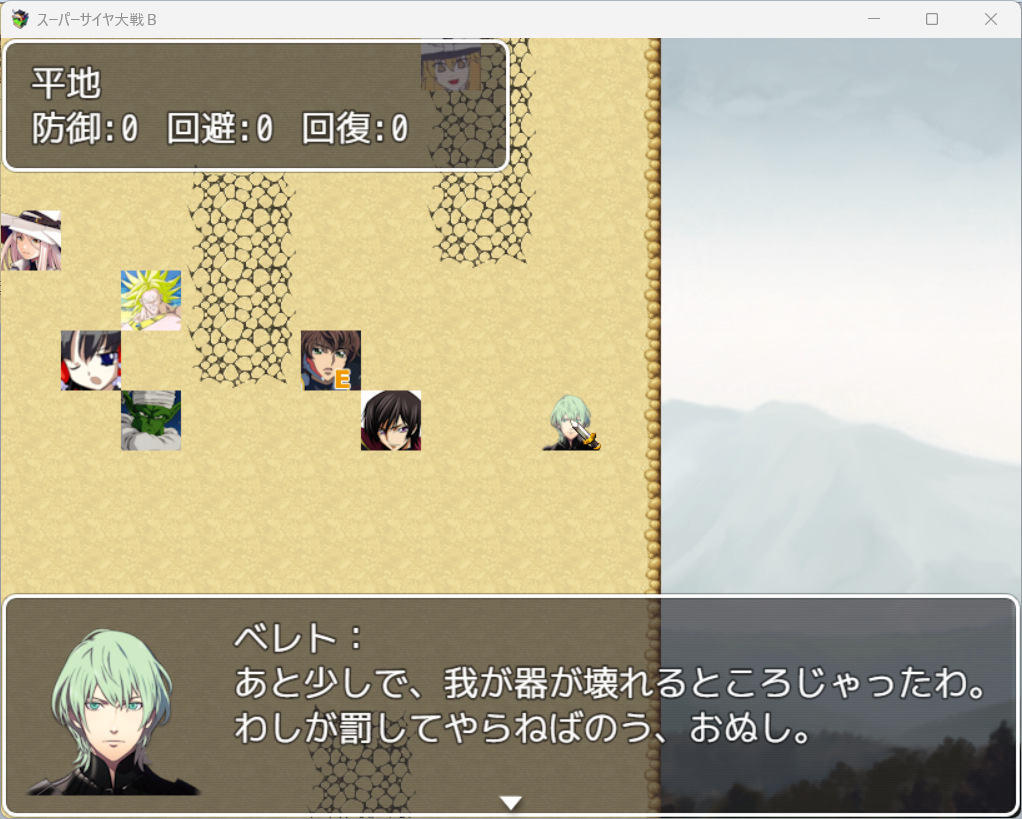 スーパーサイヤ大戦B
平地
防御:0 回避:0 回復:0
E
ベレト：
あと少しで、我が器が壊れるところじゃったわ。
わしが罰してやらねばのう、おぬし。